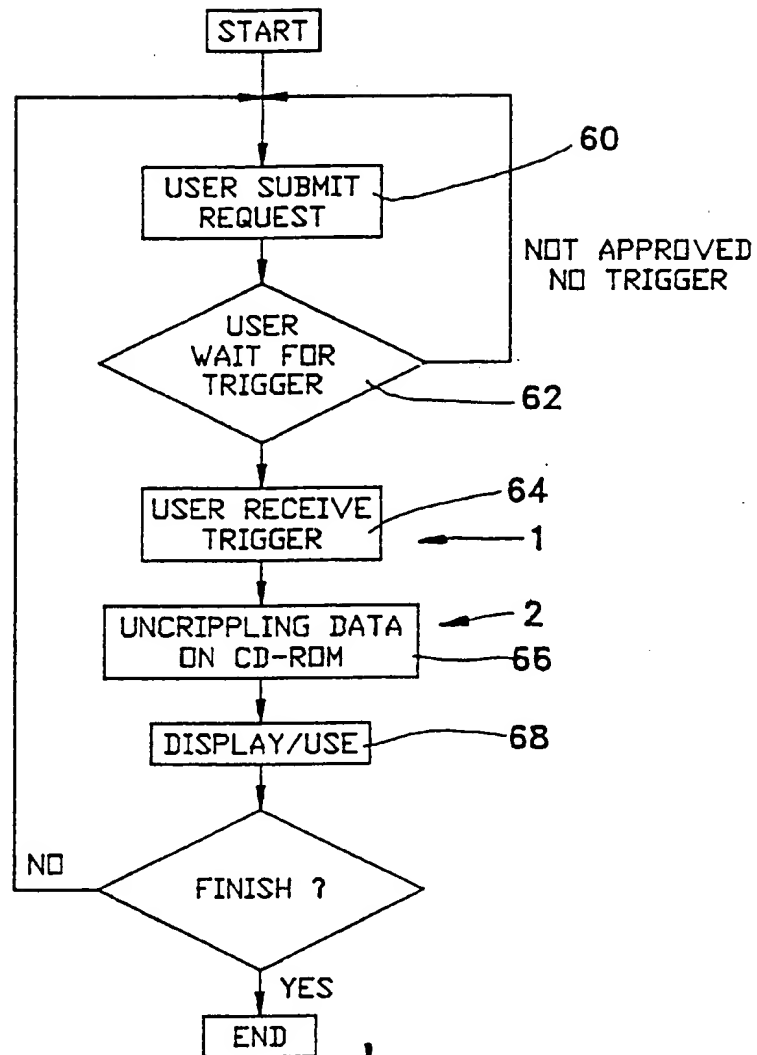 START
60
USER SUBMIT
REQUEST
NOT APPROVED
NO TRIGGER
USER
WAIT FOR
TRIGGER
62
64
USER RECEIVE
TRIGGER
1
2
UNCRIPPLING DATA
ON CD-ROM
66
DISPLAY/USE
68
NO
FINISH ?
YES
END